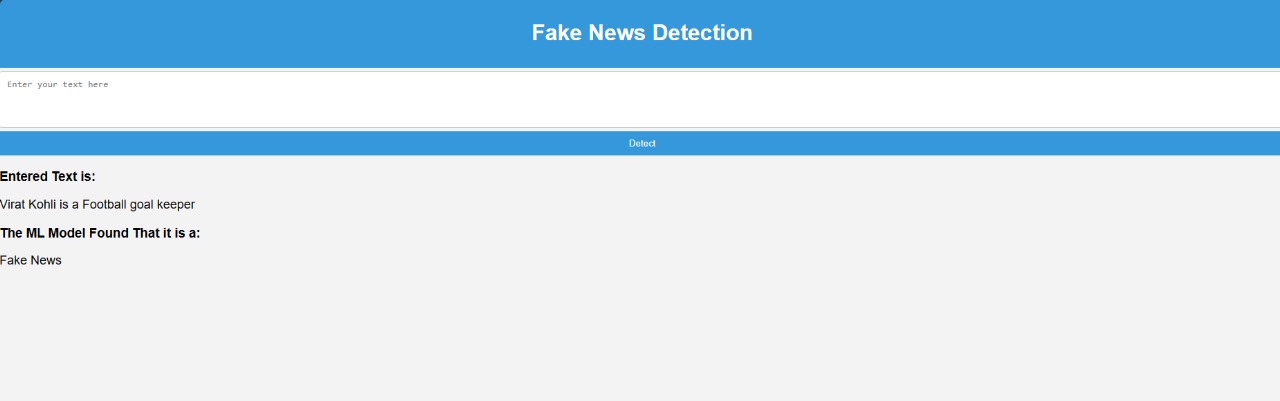 Fake News Detection
Enter your text here
Detect
Entered Text is:
Virat Kohli is a Football goal keeper
The ML Model Found That it is a:
Fake News